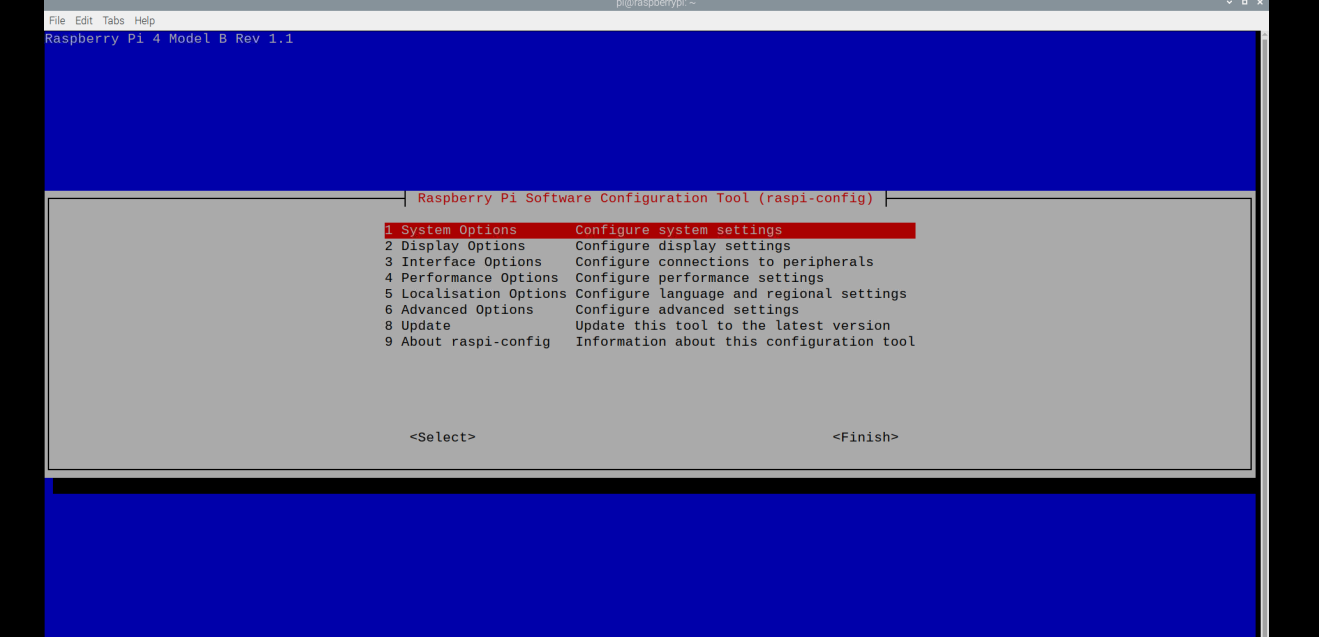 pi@raspberrypi: ~
File Edit Tabs Help
Raspberry Pi 4 Model B Rev 1.1
Raspberry Pi Software Configuration Tool (raspi-config)
1 System Options Configure system settings
2 Display Options Configure display settings
3 Interface Options Configure connections to peripherals
4 Performance Options Configure performance settings
5 Localisation Options Configure language and regional settings
6 Advanced Options Configure advanced settings
8 Update Update this tool to the latest version
9 About raspi-config Information about this configuration tool
<Select> <Finish>